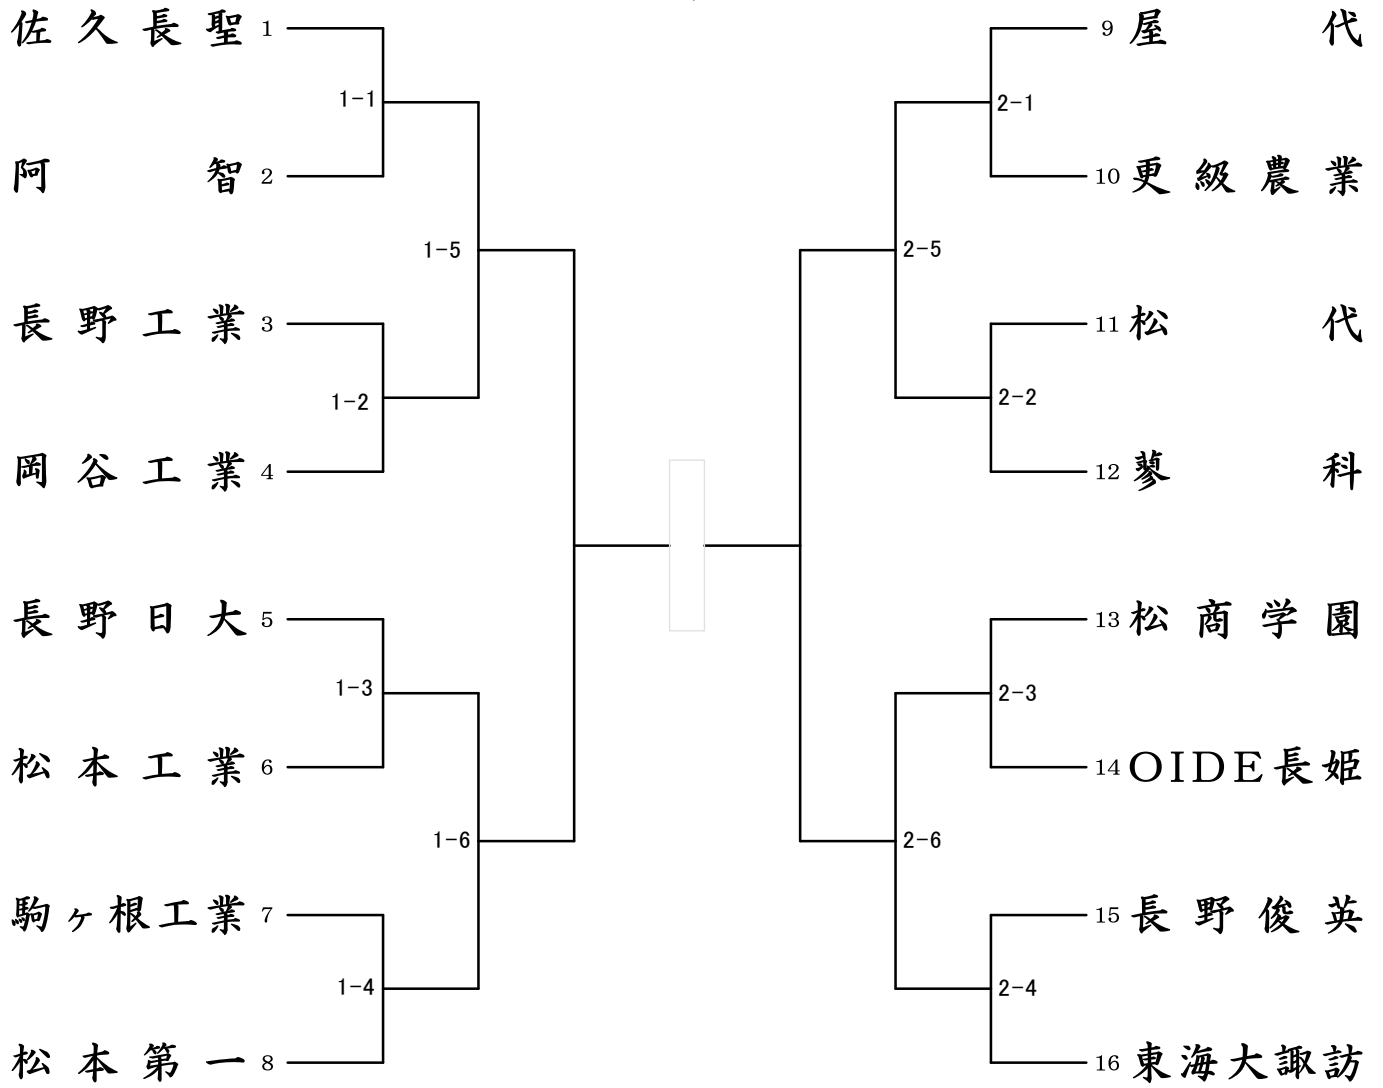 佐久長聖 1
1-1
阿智 2
1-5
長野工業 3
1-2
岡谷工業 4
長野日大 5
1-3
松本工業 6
1-6
駒ヶ根工業 7
1-4
松本第一 8
9 屋代
2-1
10 更級農業
2-5
11 松代
2-2
12 蓼科
13 松商学園
2-3
14 OIDE長姫
2-6
15 長野俊英
2-4
16 東海大諏訪